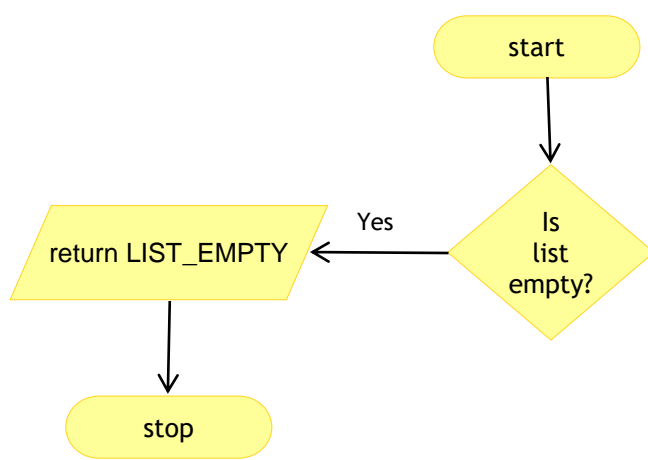 start
Yes
Is
list
empty?
return LIST_EMPTY
stop